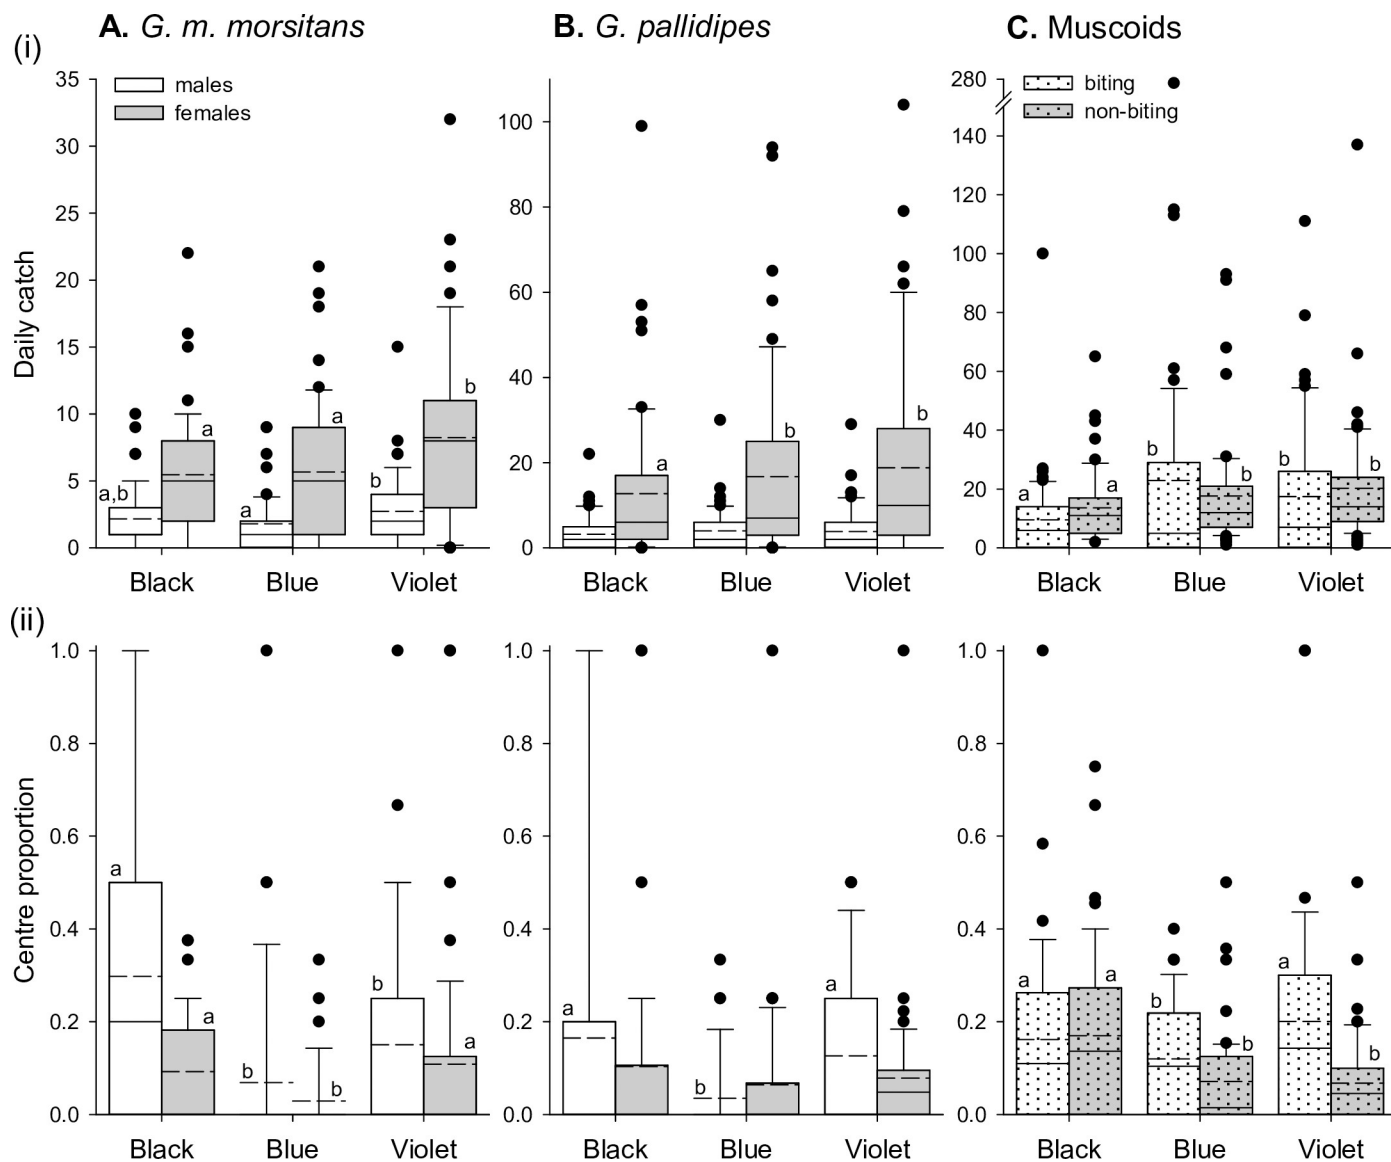 A. G. m. morsitans
B. G. pallidipes
C. Muscoids
(i)
Daily catch
35
30
25
20
15
10
5
0
males
females
a,b
a
a
a
b
b
Black
Blue
Violet
100
80
60
40
20
0
a
b
b
Black
Blue
Violet
280
140
120
100
80
60
40
20
0
biting
non-biting
a
a
b
b
b
b
Black
Blue
Violet
(ii)
Centre proportion
1.0
0.8
0.6
0.4
0.2
0.0
a
a
b
b
b
a
Black
Blue
Violet
1.0
0.8
0.6
0.4
0.2
0.0
a
b
a
Black
Blue
Violet
1.0
0.8
0.6
0.4
0.2
0.0
a
a
b
b
a
b
Black
Blue
Violet